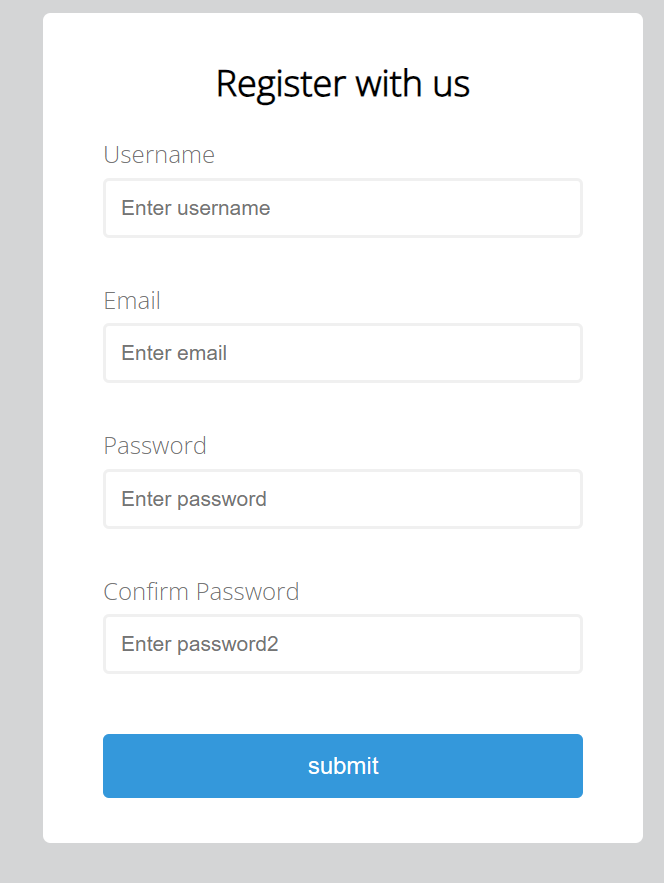 Register with us
Username
Enter username
Email
Enter email
Password
Enter password
Confirm Password
Enter password2
submit